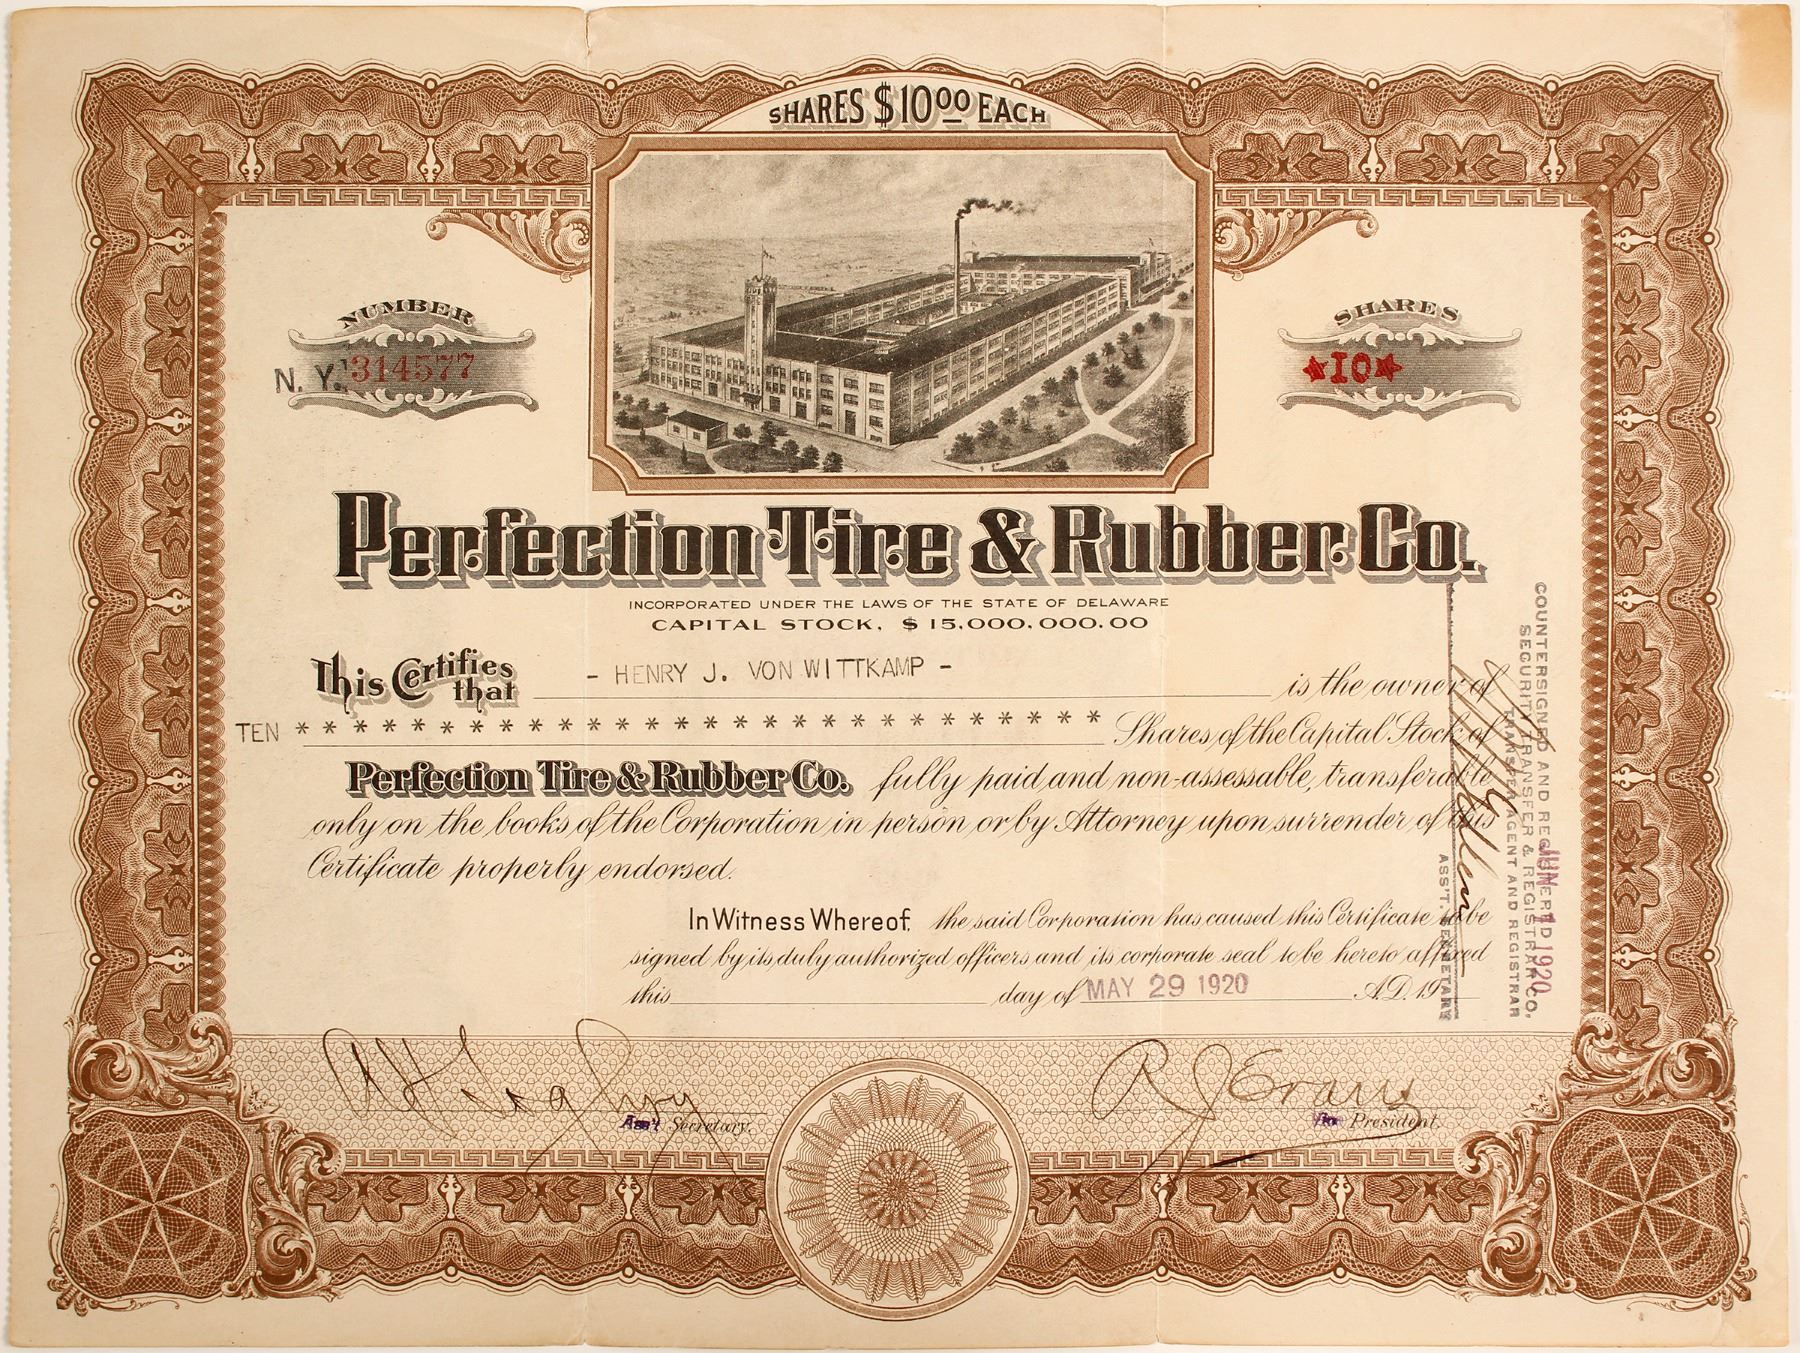 SHARES $10.00 EACH
NUMBER
N. Y. 314577
SHARES
★10★
Perfection Tire & Rubber Co.
INCORPORATED UNDER THE LAWS OF THE STATE OF DELAWARE
CAPITAL STOCK, $15,000,000.00
This Certifies that - HENRY J. VON WITTKAMP - is the owner of
TEN * * * * * * * * * * * * * * * * * * * * * * * * * * * * Shares of the Capital Stock of
Perfection Tire & Rubber Co. fully paid and non-assessable, transferable
only on the books of the Corporation in person or by Attorney upon surrender of this
Certificate properly endorsed.
In Witness Whereof, the said Corporation has caused this Certificate to be
signed by its duly authorized officers and its corporate seal to be hereto affixed
this day of MAY 29 1920 A.D. 19
Ass't Secretary.
R J Evans
Vice President.
COUNTERSIGNED AND REGISTERED
JUN 1 1920
SECURITY TRANSFER & REGISTRAR CO.
TRANSFER AGENT AND REGISTRAR
ASS'T. SECRETARY